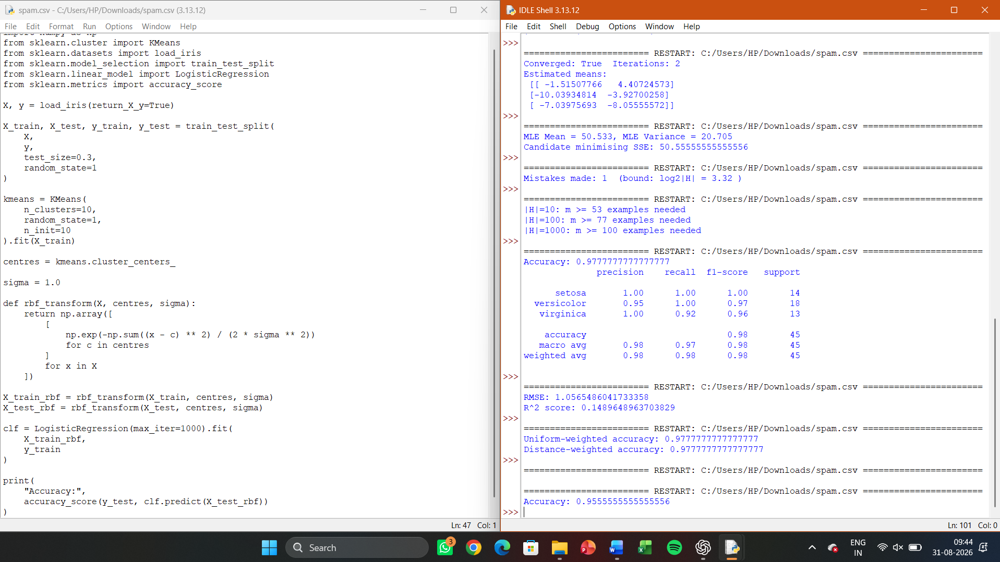 spam.csv - C:/Users/HP/Downloads/spam.csv (3.13.12)
File Edit Format Run Options Window Help
import numpy as np
from sklearn.cluster import KMeans
from sklearn.datasets import load_iris
from sklearn.model_selection import train_test_split
from sklearn.linear_model import LogisticRegression
from sklearn.metrics import accuracy_score
X, y = load_iris(return_X_y=True)
X_train, X_test, y_train, y_test = train_test_split(
    X,
    y,
    test_size=0.3,
    random_state=1
)
kmeans = KMeans(
    n_clusters=10,
    random_state=1,
    n_init=10
).fit(X_train)
centres = kmeans.cluster_centers_
sigma = 1.0
def rbf_transform(X, centres, sigma):
    return np.array([
        [
            np.exp(-np.sum((x - c) ** 2) / (2 * sigma ** 2))
            for c in centres
        ]
        for x in X
    ])
X_train_rbf = rbf_transform(X_train, centres, sigma)
X_test_rbf = rbf_transform(X_test, centres, sigma)
clf = LogisticRegression(max_iter=1000).fit(
    X_train_rbf,
    y_train
)
print(
    "Accuracy:",
    accuracy_score(y_test, clf.predict(X_test_rbf))
)
Ln: 47 Col: 1
IDLE Shell 3.13.12
File Edit Shell Debug Options Window Help
>>>
======================== RESTART: C:/Users/HP/Downloads/spam.csv =======================
Converged: True  Iterations: 2
Estimated means:
 [[ -1.51507766   4.40724573]
 [-10.03934814  -3.92700258]
 [ -7.03975693  -8.05555572]]
>>>
======================== RESTART: C:/Users/HP/Downloads/spam.csv =======================
MLE Mean = 50.533, MLE Variance = 20.705
Candidate minimising SSE: 50.55555555555556
>>>
======================== RESTART: C:/Users/HP/Downloads/spam.csv =======================
Mistakes made: 1  (bound: log2|H| = 3.32 )
>>>
======================== RESTART: C:/Users/HP/Downloads/spam.csv =======================
|H|=10: m >= 53 examples needed
|H|=100: m >= 77 examples needed
|H|=1000: m >= 100 examples needed
>>>
======================== RESTART: C:/Users/HP/Downloads/spam.csv =======================
Accuracy: 0.9777777777777777
              precision    recall  f1-score   support
      setosa       1.00      1.00      1.00        14
  versicolor       0.95      1.00      0.97        18
   virginica       1.00      0.92      0.96        13
    accuracy                           0.98        45
   macro avg       0.98      0.97      0.98        45
weighted avg       0.98      0.98      0.98        45
>>>
======================== RESTART: C:/Users/HP/Downloads/spam.csv =======================
RMSE: 1.0565486041733358
R^2 score: 0.1489648963703829
>>>
======================== RESTART: C:/Users/HP/Downloads/spam.csv =======================
Uniform-weighted accuracy: 0.9777777777777777
Distance-weighted accuracy: 0.9777777777777777
>>>
======================== RESTART: C:/Users/HP/Downloads/spam.csv =======================
======================== RESTART: C:/Users/HP/Downloads/spam.csv =======================
Accuracy: 0.9555555555555556
>>>
Ln: 101 Col: 0
Search
3
ENG
IN
09:44
31-08-2026